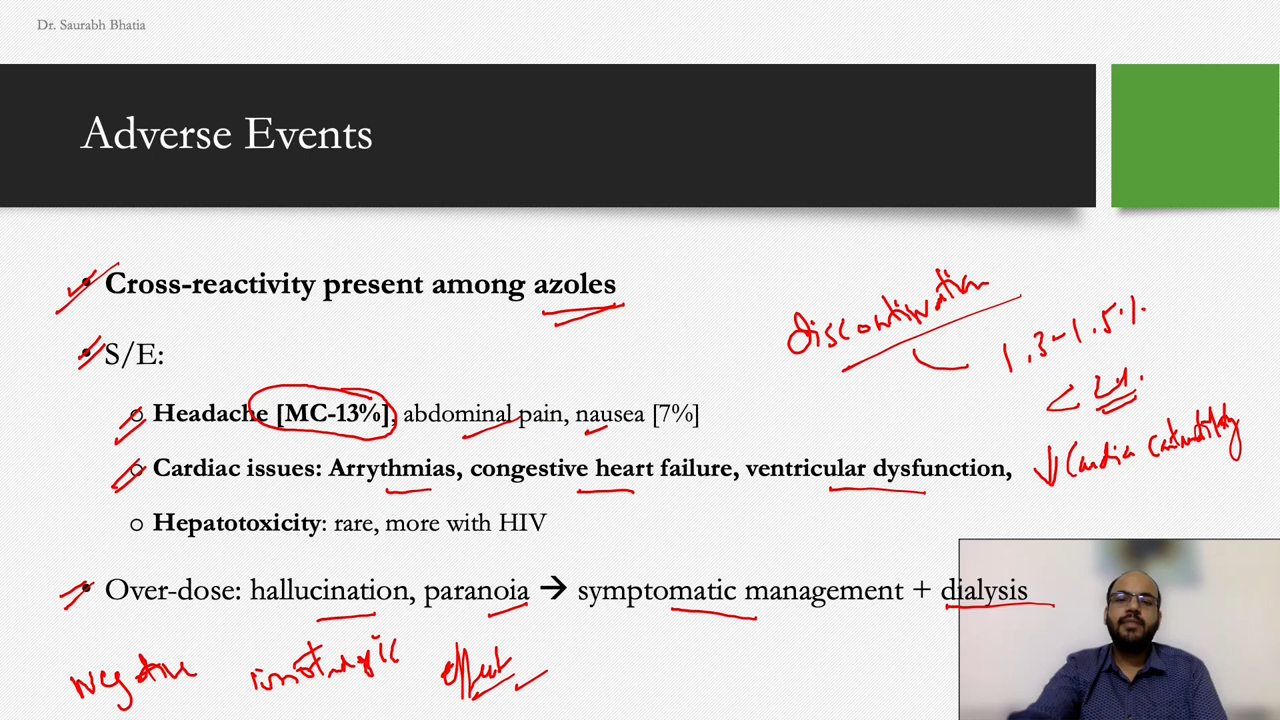 Dr. Saurabh Bhatia
Adverse Events
• Cross-reactivity present among azoles
discontinuation
1.3-1.5%
< 2%
• S/E:
o Headache [MC-13%], abdominal pain, nausea [7%]
o Cardiac issues: Arrythmias, congestive heart failure, ventricular dysfunction,
↓ Cardiac
o Hepatotoxicity: rare, more with HIV
• Over-dose: hallucination, paranoia → symptomatic management + dialysis
Negative effect